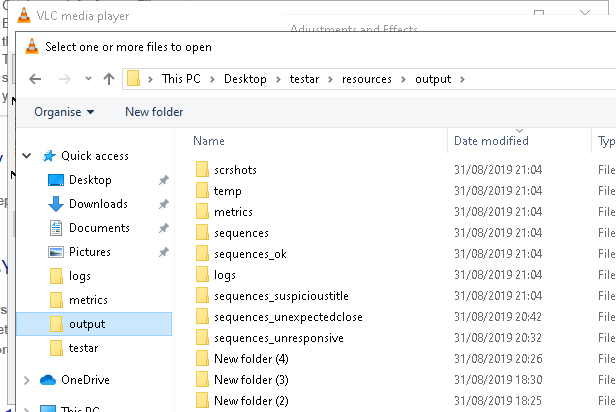 VLC media player
Adjustments and Effects
Select one or more files to open
This PC > Desktop > testar > resources > output >
Organise New folder
Name Date modified Typ
Quick access
Desktop
Downloads
Documents
Pictures
logs
metrics
output
testar
OneDrive
This PC
scrshots 31/08/2019 21:04 File
temp 31/08/2019 21:04 File
metrics 31/08/2019 21:04 File
sequences 31/08/2019 21:04 File
sequences_ok 31/08/2019 21:04 File
logs 31/08/2019 21:04 File
sequences_suspicioustitle 31/08/2019 21:04 File
sequences_unexpectedclose 31/08/2019 20:42 File
sequences_unresponsive 31/08/2019 20:32 File
New folder (4) 31/08/2019 20:26 File
New folder (3) 31/08/2019 18:30 File
New folder (2) 31/08/2019 18:25 File